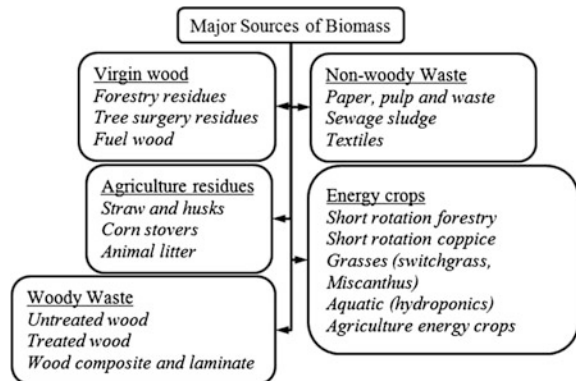 Major Sources of Biomass
Virgin wood
Forestry residues
Tree surgery residues
Fuel wood
Non-woody Waste
Paper, pulp and waste
Sewage sludge
Textiles
Agriculture residues
Straw and husks
Corn stovers
Animal litter
Energy crops
Short rotation forestry
Short rotation coppice
Grasses (switchgrass,
Miscanthus)
Aquatic (hydroponics)
Agriculture energy crops
Woody Waste
Untreated wood
Treated wood
Wood composite and laminate